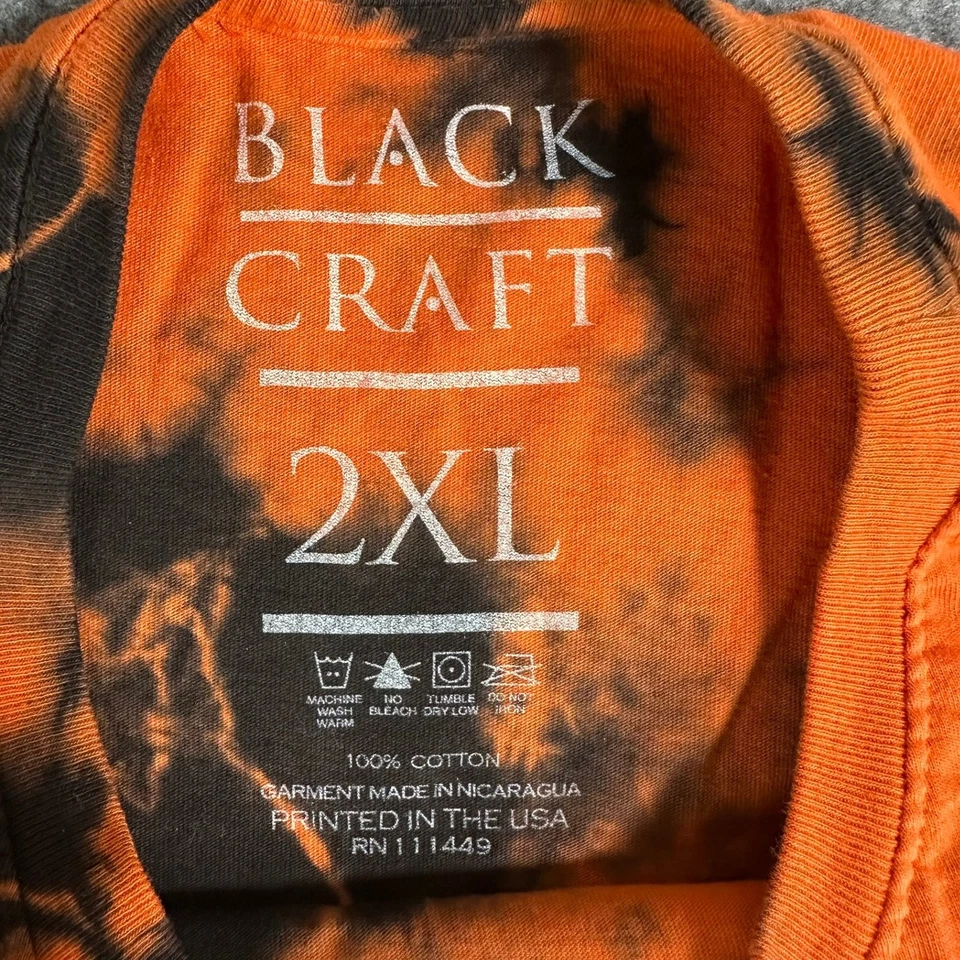 BLACK
CRAFT
2XL
MACHINE WASH WARM
NO BLEACH
TUMBLE DRY LOW
DO NOT IRON
100% COTTON
GARMENT MADE IN NICARAGUA
PRINTED IN THE USA
RN 111449